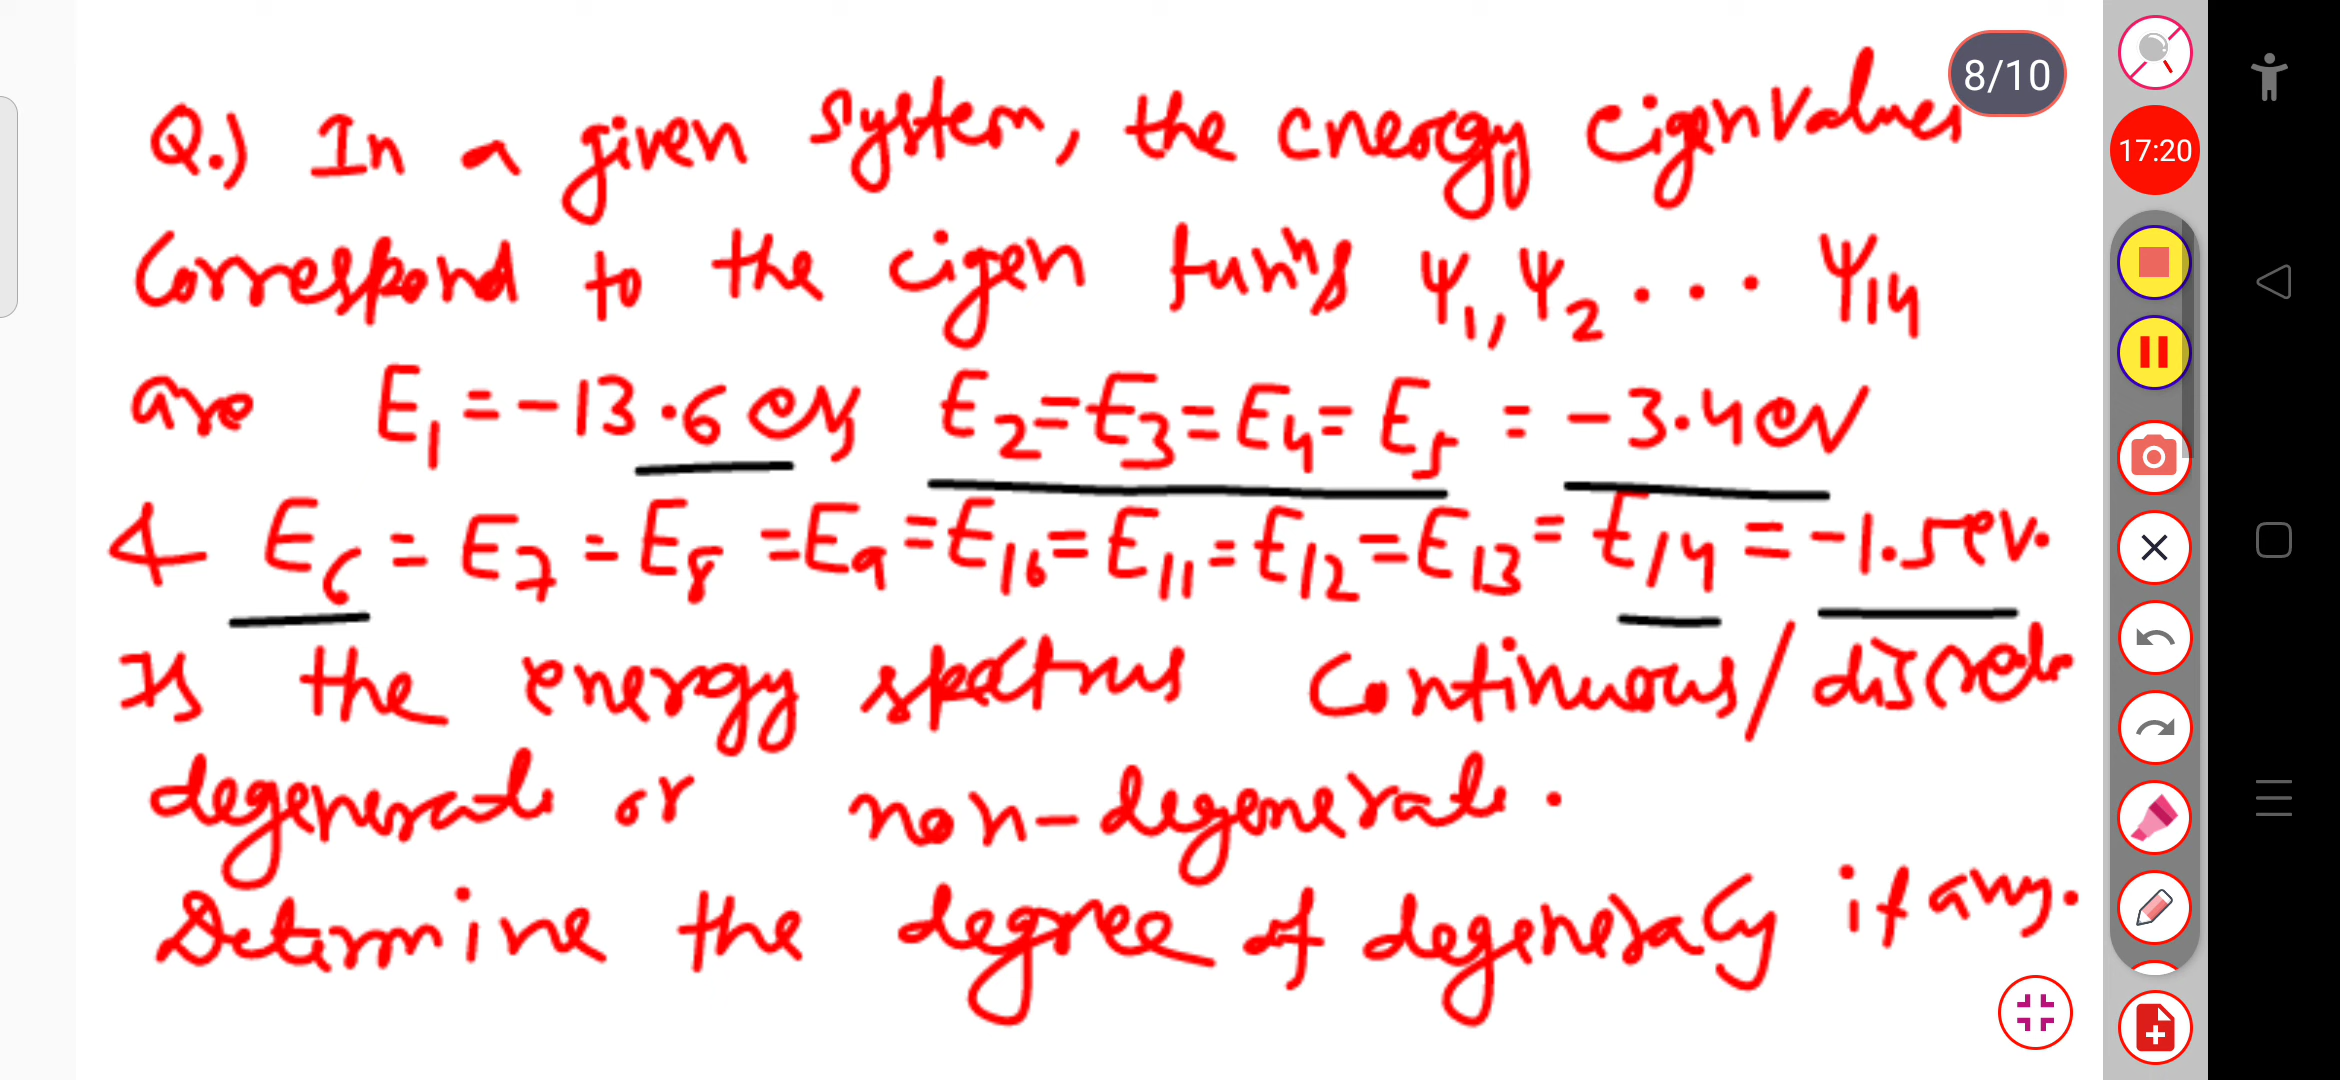 8/10
Q.) In a given system, the energy eigenvalues
17:20
Correspond to the eigen funⁿs Ψ₁, Ψ₂ . . . Ψ₁₄
are E₁ = -13.6 eV, E₂ = E₃ = E₄ = E₅ = -3.4 eV
& E₆ = E₇ = E₈ = E₉ = E₁₀ = E₁₁ = E₁₂ = E₁₃ = E₁₄ = -1.5 eV.
Is the energy spectrus continuous/discrete
degenerate or non-degenerate.
Determine the degree of degeneracy if any.